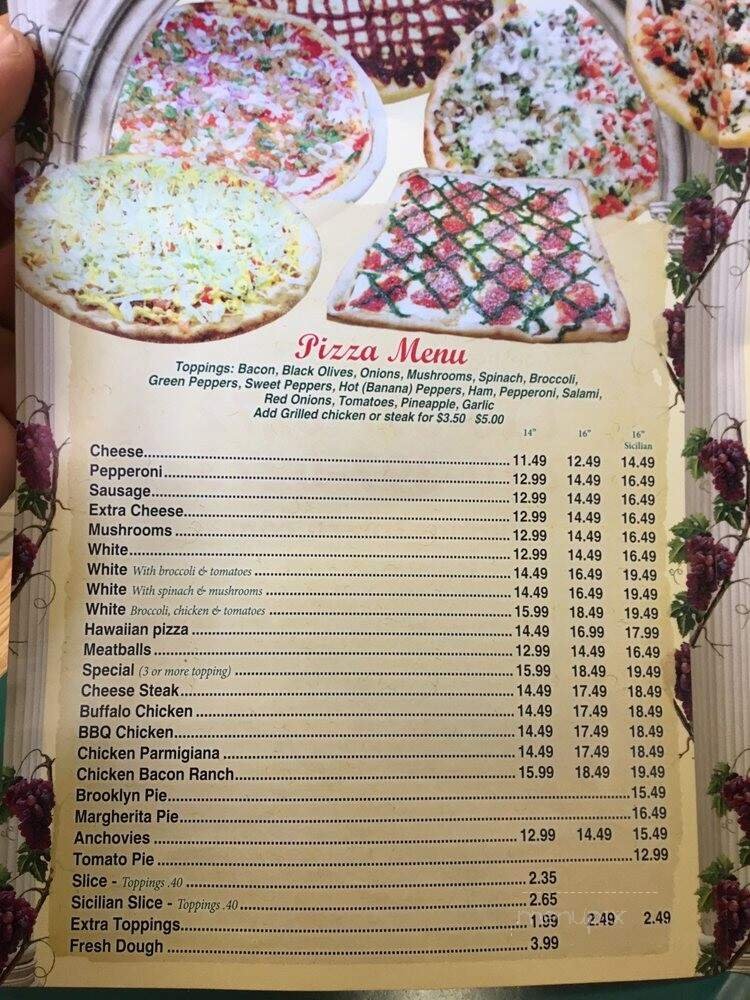 Pizza Menu
Toppings: Bacon, Black Olives, Onions, Mushrooms, Spinach, Broccoli,
Green Peppers, Sweet Peppers, Hot (Banana) Peppers, Ham, Pepperoni, Salami,
Red Onions, Tomatoes, Pineapple, Garlic
Add Grilled chicken or steak for $3.50 $5.00
14" 16" 16"
Sicilian
Cheese 11.49 12.49 14.49
Pepperoni 12.99 14.49 16.49
Sausage 12.99 14.49 16.49
Extra Cheese 12.99 14.49 16.49
Mushrooms 12.99 14.49 16.49
White 12.99 14.49 16.49
White With broccoli & tomatoes 14.49 16.49 19.49
White With spinach & mushrooms 14.49 16.49 19.49
White Broccoli, chicken & tomatoes 15.99 18.49 19.49
Hawaiian pizza 14.49 16.99 17.99
Meatballs 12.99 14.49 16.49
Special (3 or more topping) 15.99 18.49 19.49
Cheese Steak 14.49 17.49 18.49
Buffalo Chicken 14.49 17.49 18.49
BBQ Chicken 14.49 17.49 18.49
Chicken Parmigiana 14.49 17.49 18.49
Chicken Bacon Ranch 15.99 18.49 19.49
Brooklyn Pie 15.49
Margherita Pie 16.49
Anchovies 12.99 14.49 15.49
Tomato Pie 12.99
Slice - Toppings .40 2.35
Sicilian Slice - Toppings .40 2.65
Extra Toppings 1.99 2.49 2.49
Fresh Dough 3.99
menupix